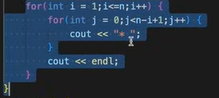 for(int i = 1;i<=n;i++) {
for(int j = 0;j<n-i+1;j++) {
cout << "* ";
}
cout << endl;
}
}